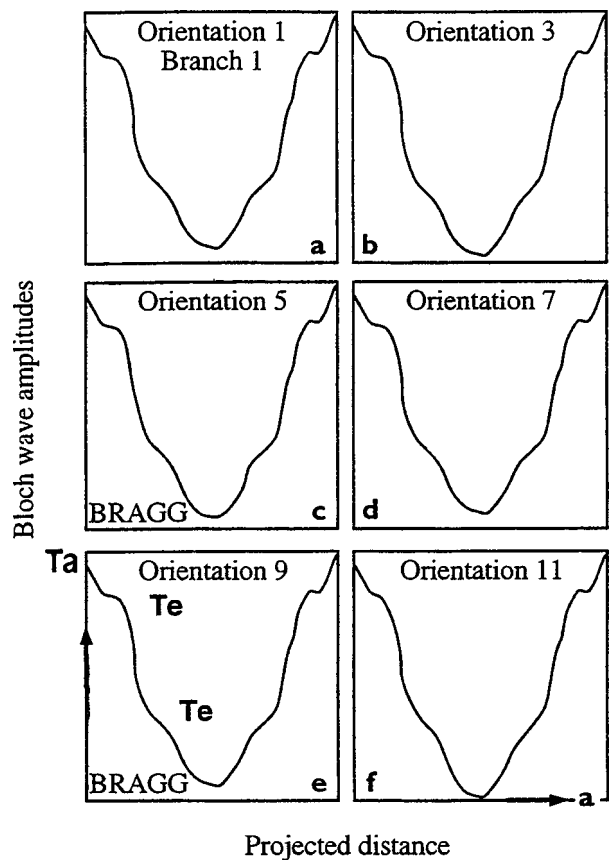 Orientation 1
Branch 1
a
Orientation 3
b
Orientation 5
BRAGG
c
Orientation 7
d
Ta
Orientation 9
Te
Te
BRAGG
e
Orientation 11
f
a
Bloch wave amplitudes
Projected distance